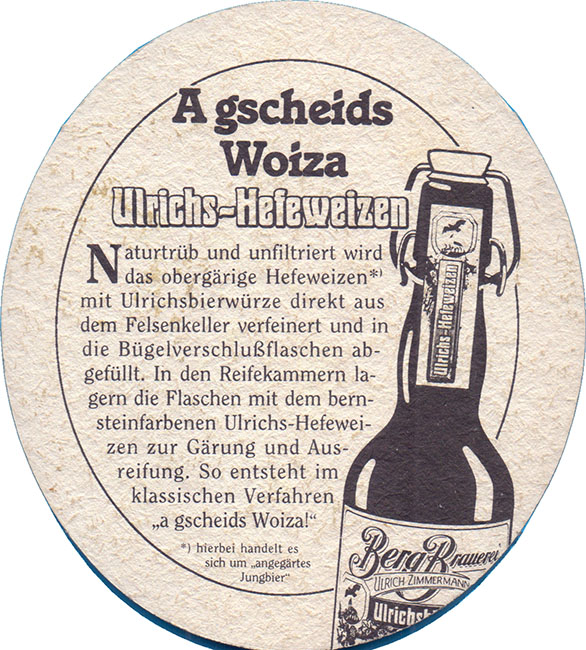 A gscheids
Woiza
Ulrichs-Hefeweizen
Naturtrüb und unfiltriert wird
das obergärige Hefeweizen*)
mit Ulrichsbierwürze direkt aus
dem Felsenkeller verfeinert und in
die Bügelverschlußflaschen ab-
gefüllt. In den Reifekammern la-
gern die Flaschen mit dem bern-
steinfarbenen Ulrichs-Hefewei-
zen zur Gärung und Aus-
reifung. So entsteht im
klassischen Verfahren
„a gscheids Woiza!“
*) hierbei handelt es
sich um „angegärtes
Jungbier“
Ulrichs-Hefeweizen
BergBrauerei
ULRICH ZIMMERMANN
Ulrichs